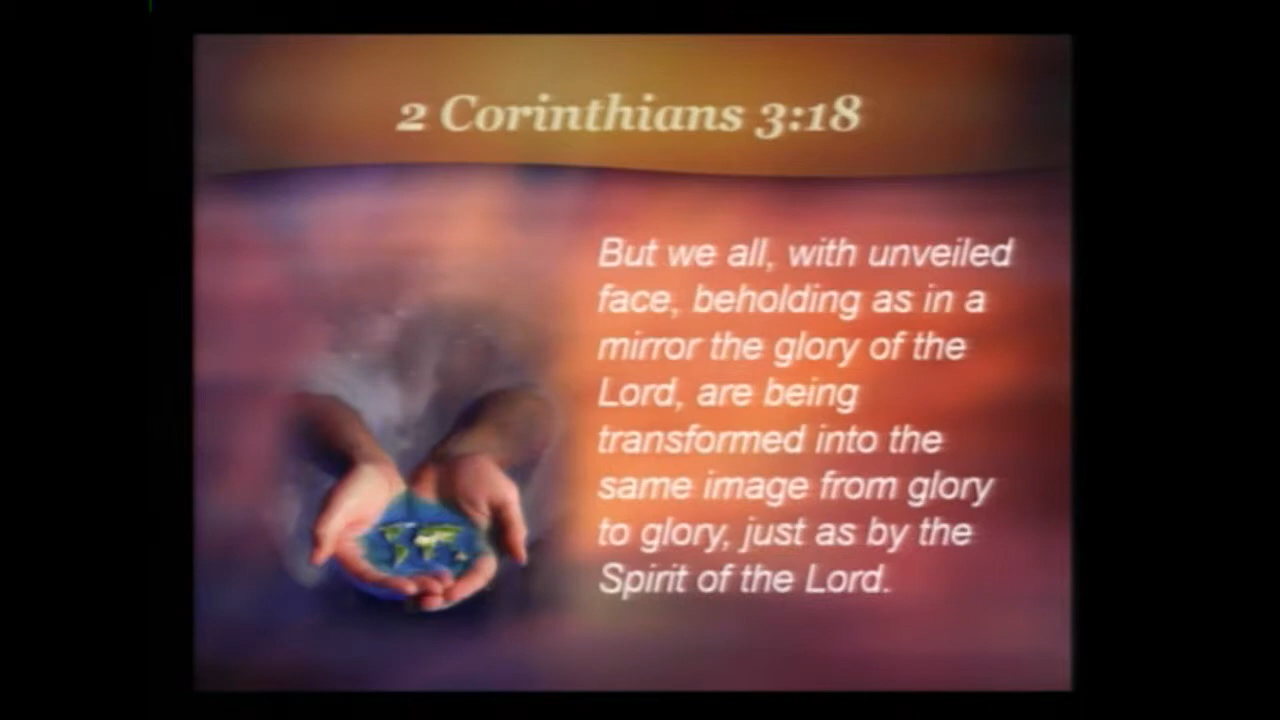 2 Corinthians 3:18
But we all, with unveiled
face, beholding as in a
mirror the glory of the
Lord, are being
transformed into the
same image from glory
to glory, just as by the
Spirit of the Lord.